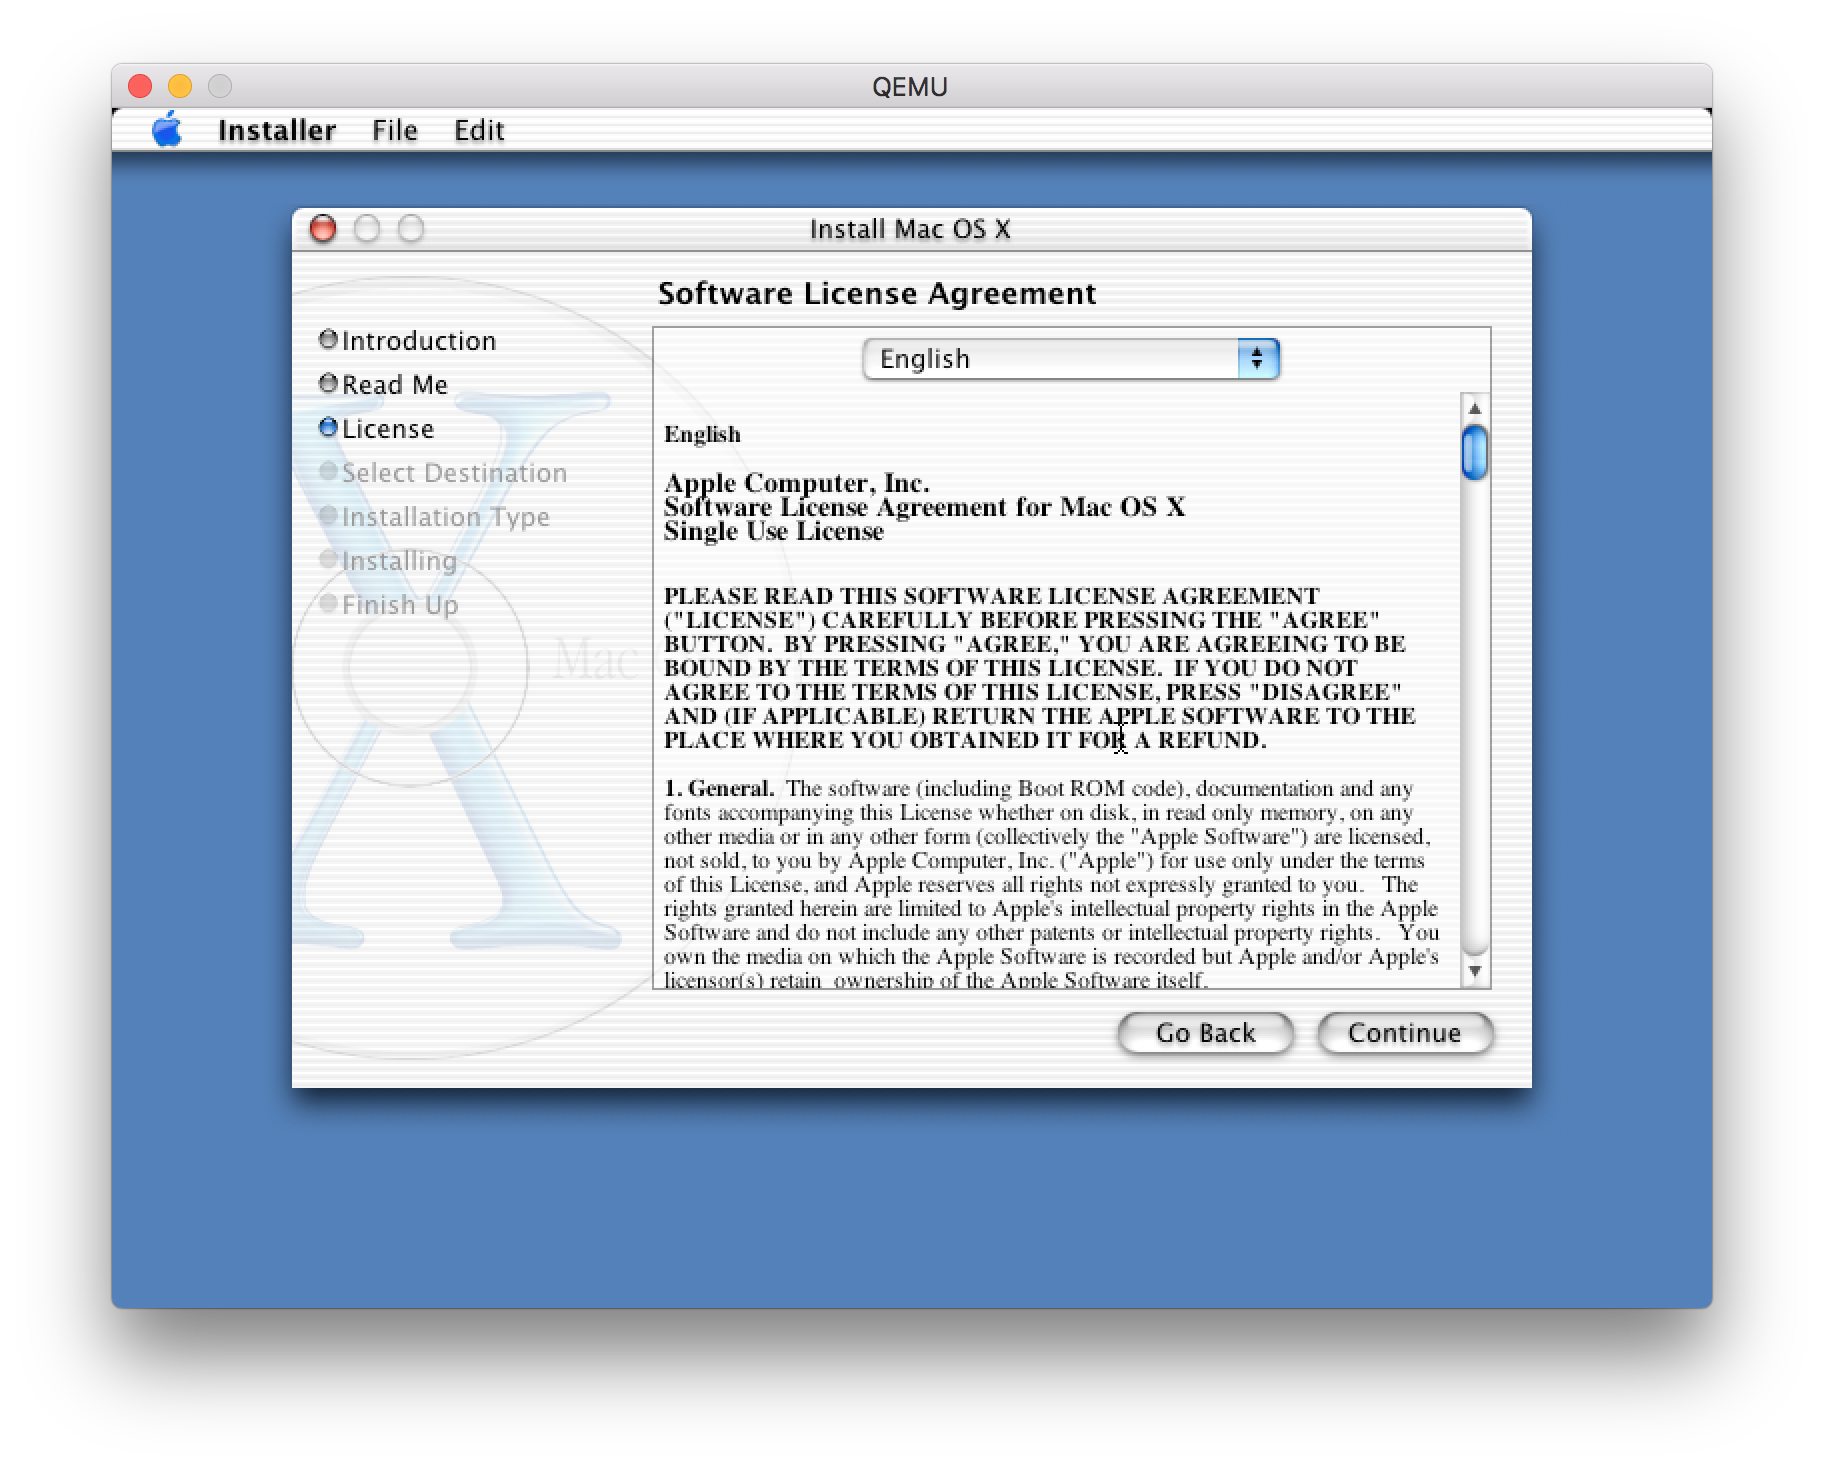 QEMU
Installer File Edit
Install Mac OS X
Software License Agreement
Introduction
Read Me
License
Select Destination
Installation Type
Installing
Finish Up
Mac
English
English
Apple Computer, Inc.
Software License Agreement for Mac OS X
Single Use License
PLEASE READ THIS SOFTWARE LICENSE AGREEMENT
("LICENSE") CAREFULLY BEFORE PRESSING THE "AGREE"
BUTTON.  BY PRESSING "AGREE," YOU ARE AGREEING TO BE
BOUND BY THE TERMS OF THIS LICENSE.  IF YOU DO NOT
AGREE TO THE TERMS OF THIS LICENSE, PRESS "DISAGREE"
AND (IF APPLICABLE) RETURN THE APPLE SOFTWARE TO THE
PLACE WHERE YOU OBTAINED IT FOR A REFUND.
1. General.  The software (including Boot ROM code), documentation and any
fonts accompanying this License whether on disk, in read only memory, on any
other media or in any other form (collectively the "Apple Software") are licensed,
not sold, to you by Apple Computer, Inc. ("Apple") for use only under the terms
of this License, and Apple reserves all rights not expressly granted to you.   The
rights granted herein are limited to Apple's intellectual property rights in the Apple
Software and do not include any other patents or intellectual property rights.   You
own the media on which the Apple Software is recorded but Apple and/or Apple's
licensor(s) retain  ownership of the Apple Software itself.
Go Back Continue